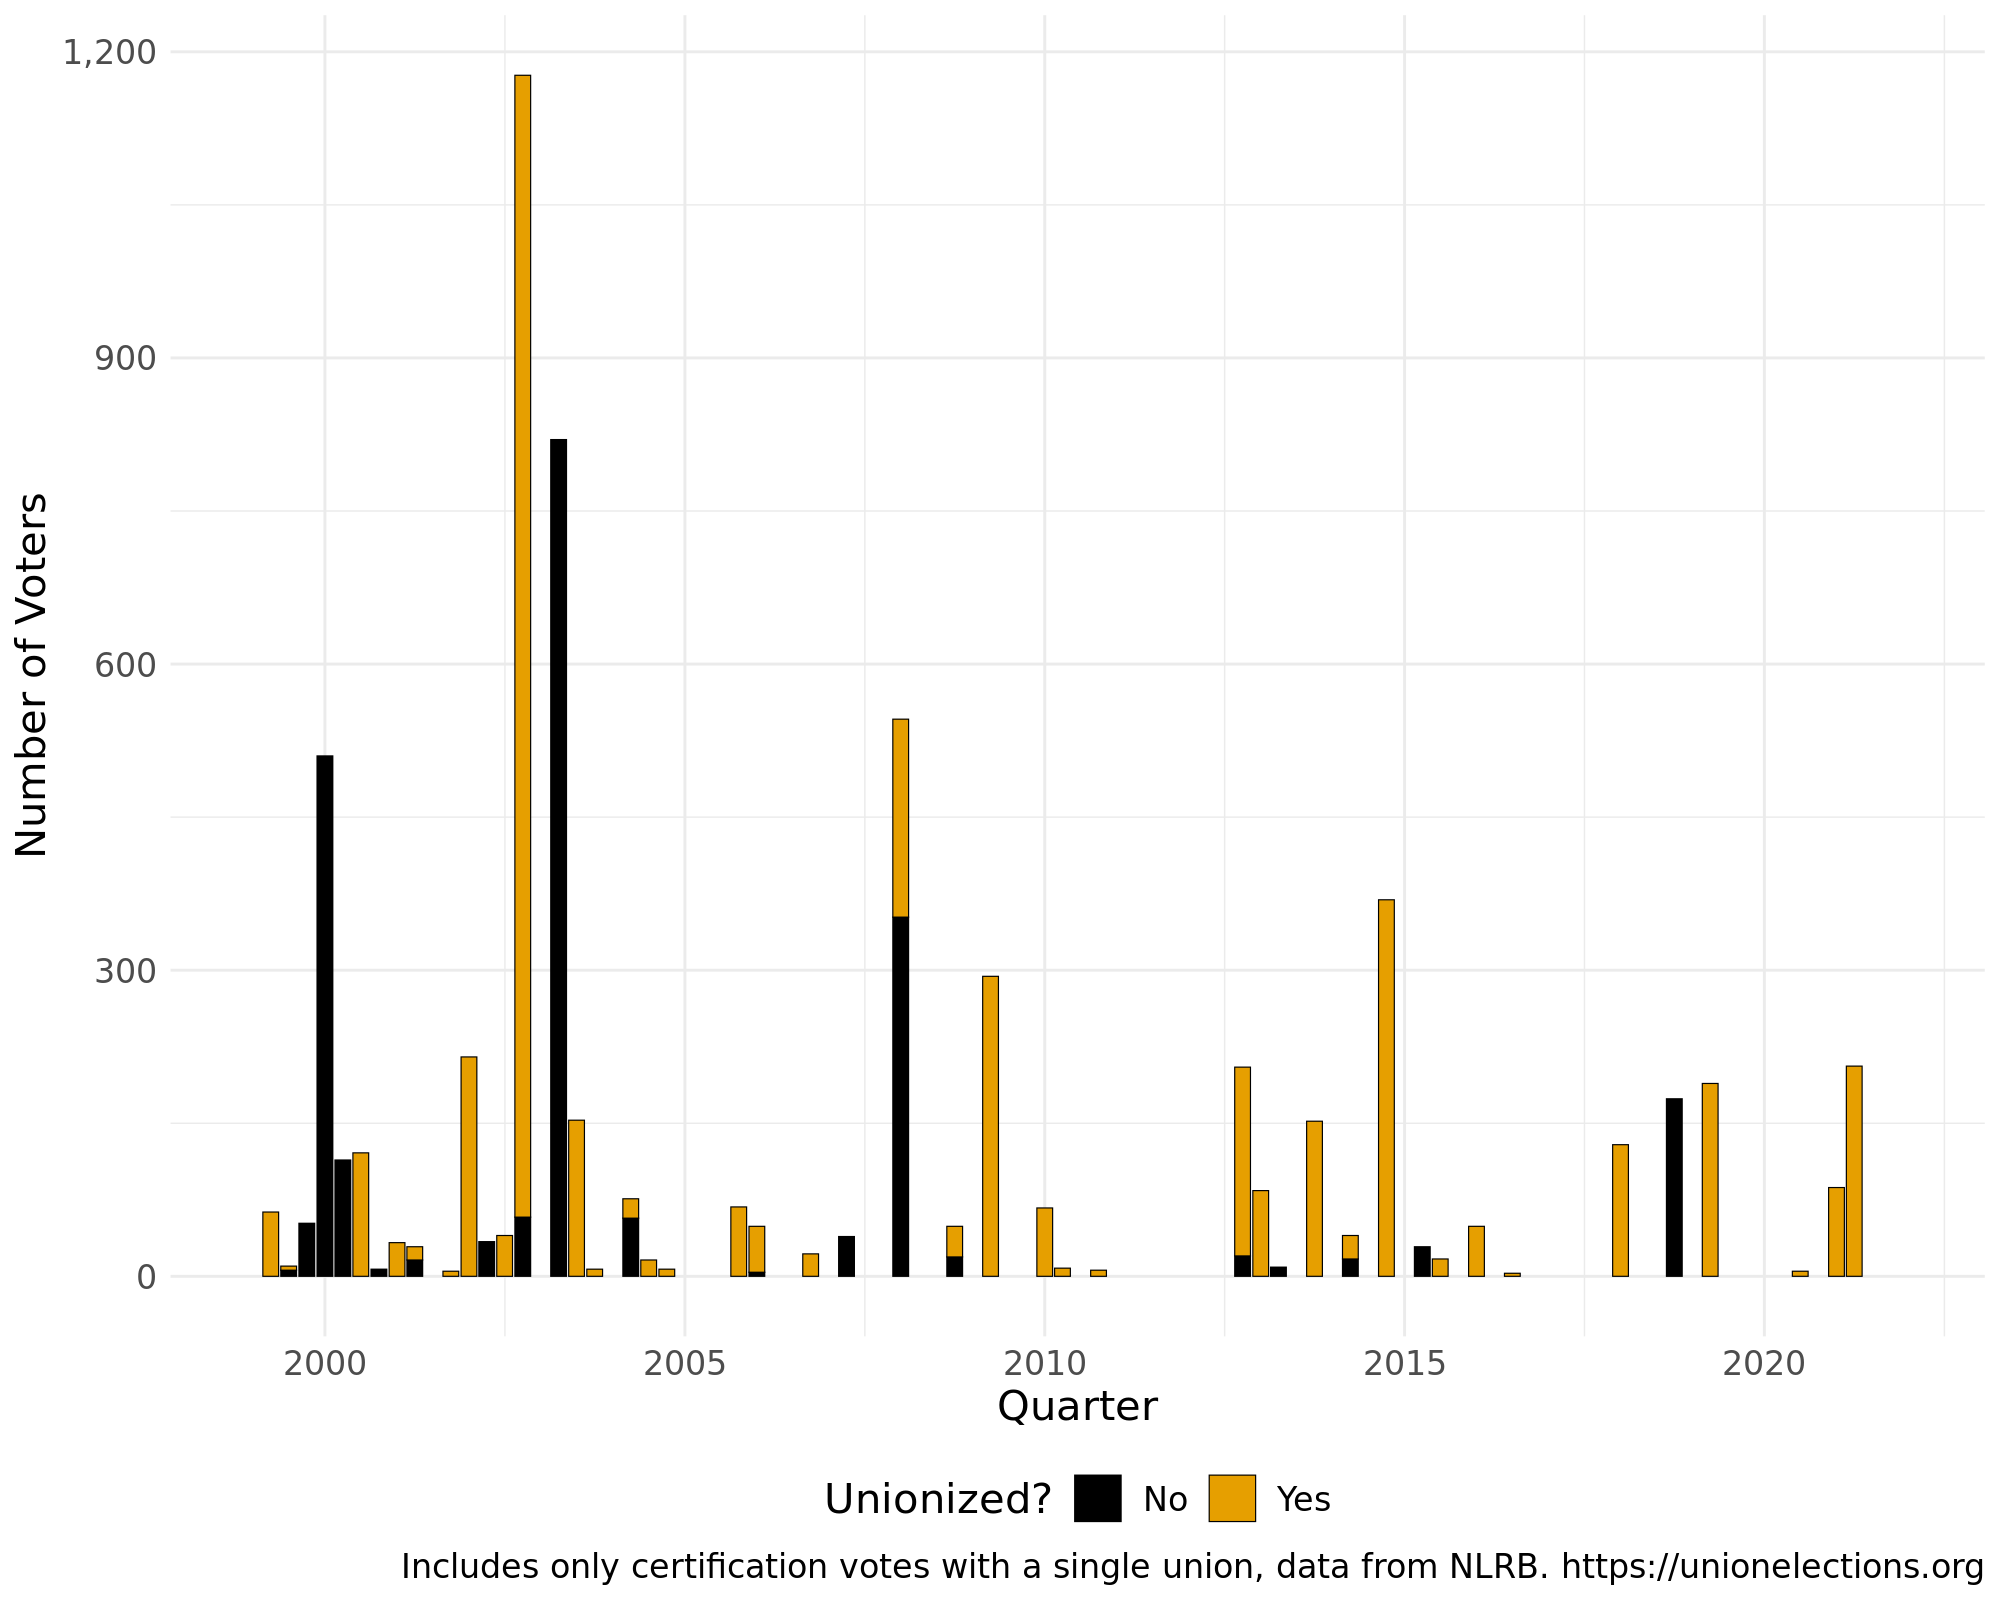 1,200
900
600
300
0
Number of Voters
2000 2005 2010 2015 2020
Quarter
Unionized? No Yes
Includes only certification votes with a single union, data from NLRB. https://unionelections.org